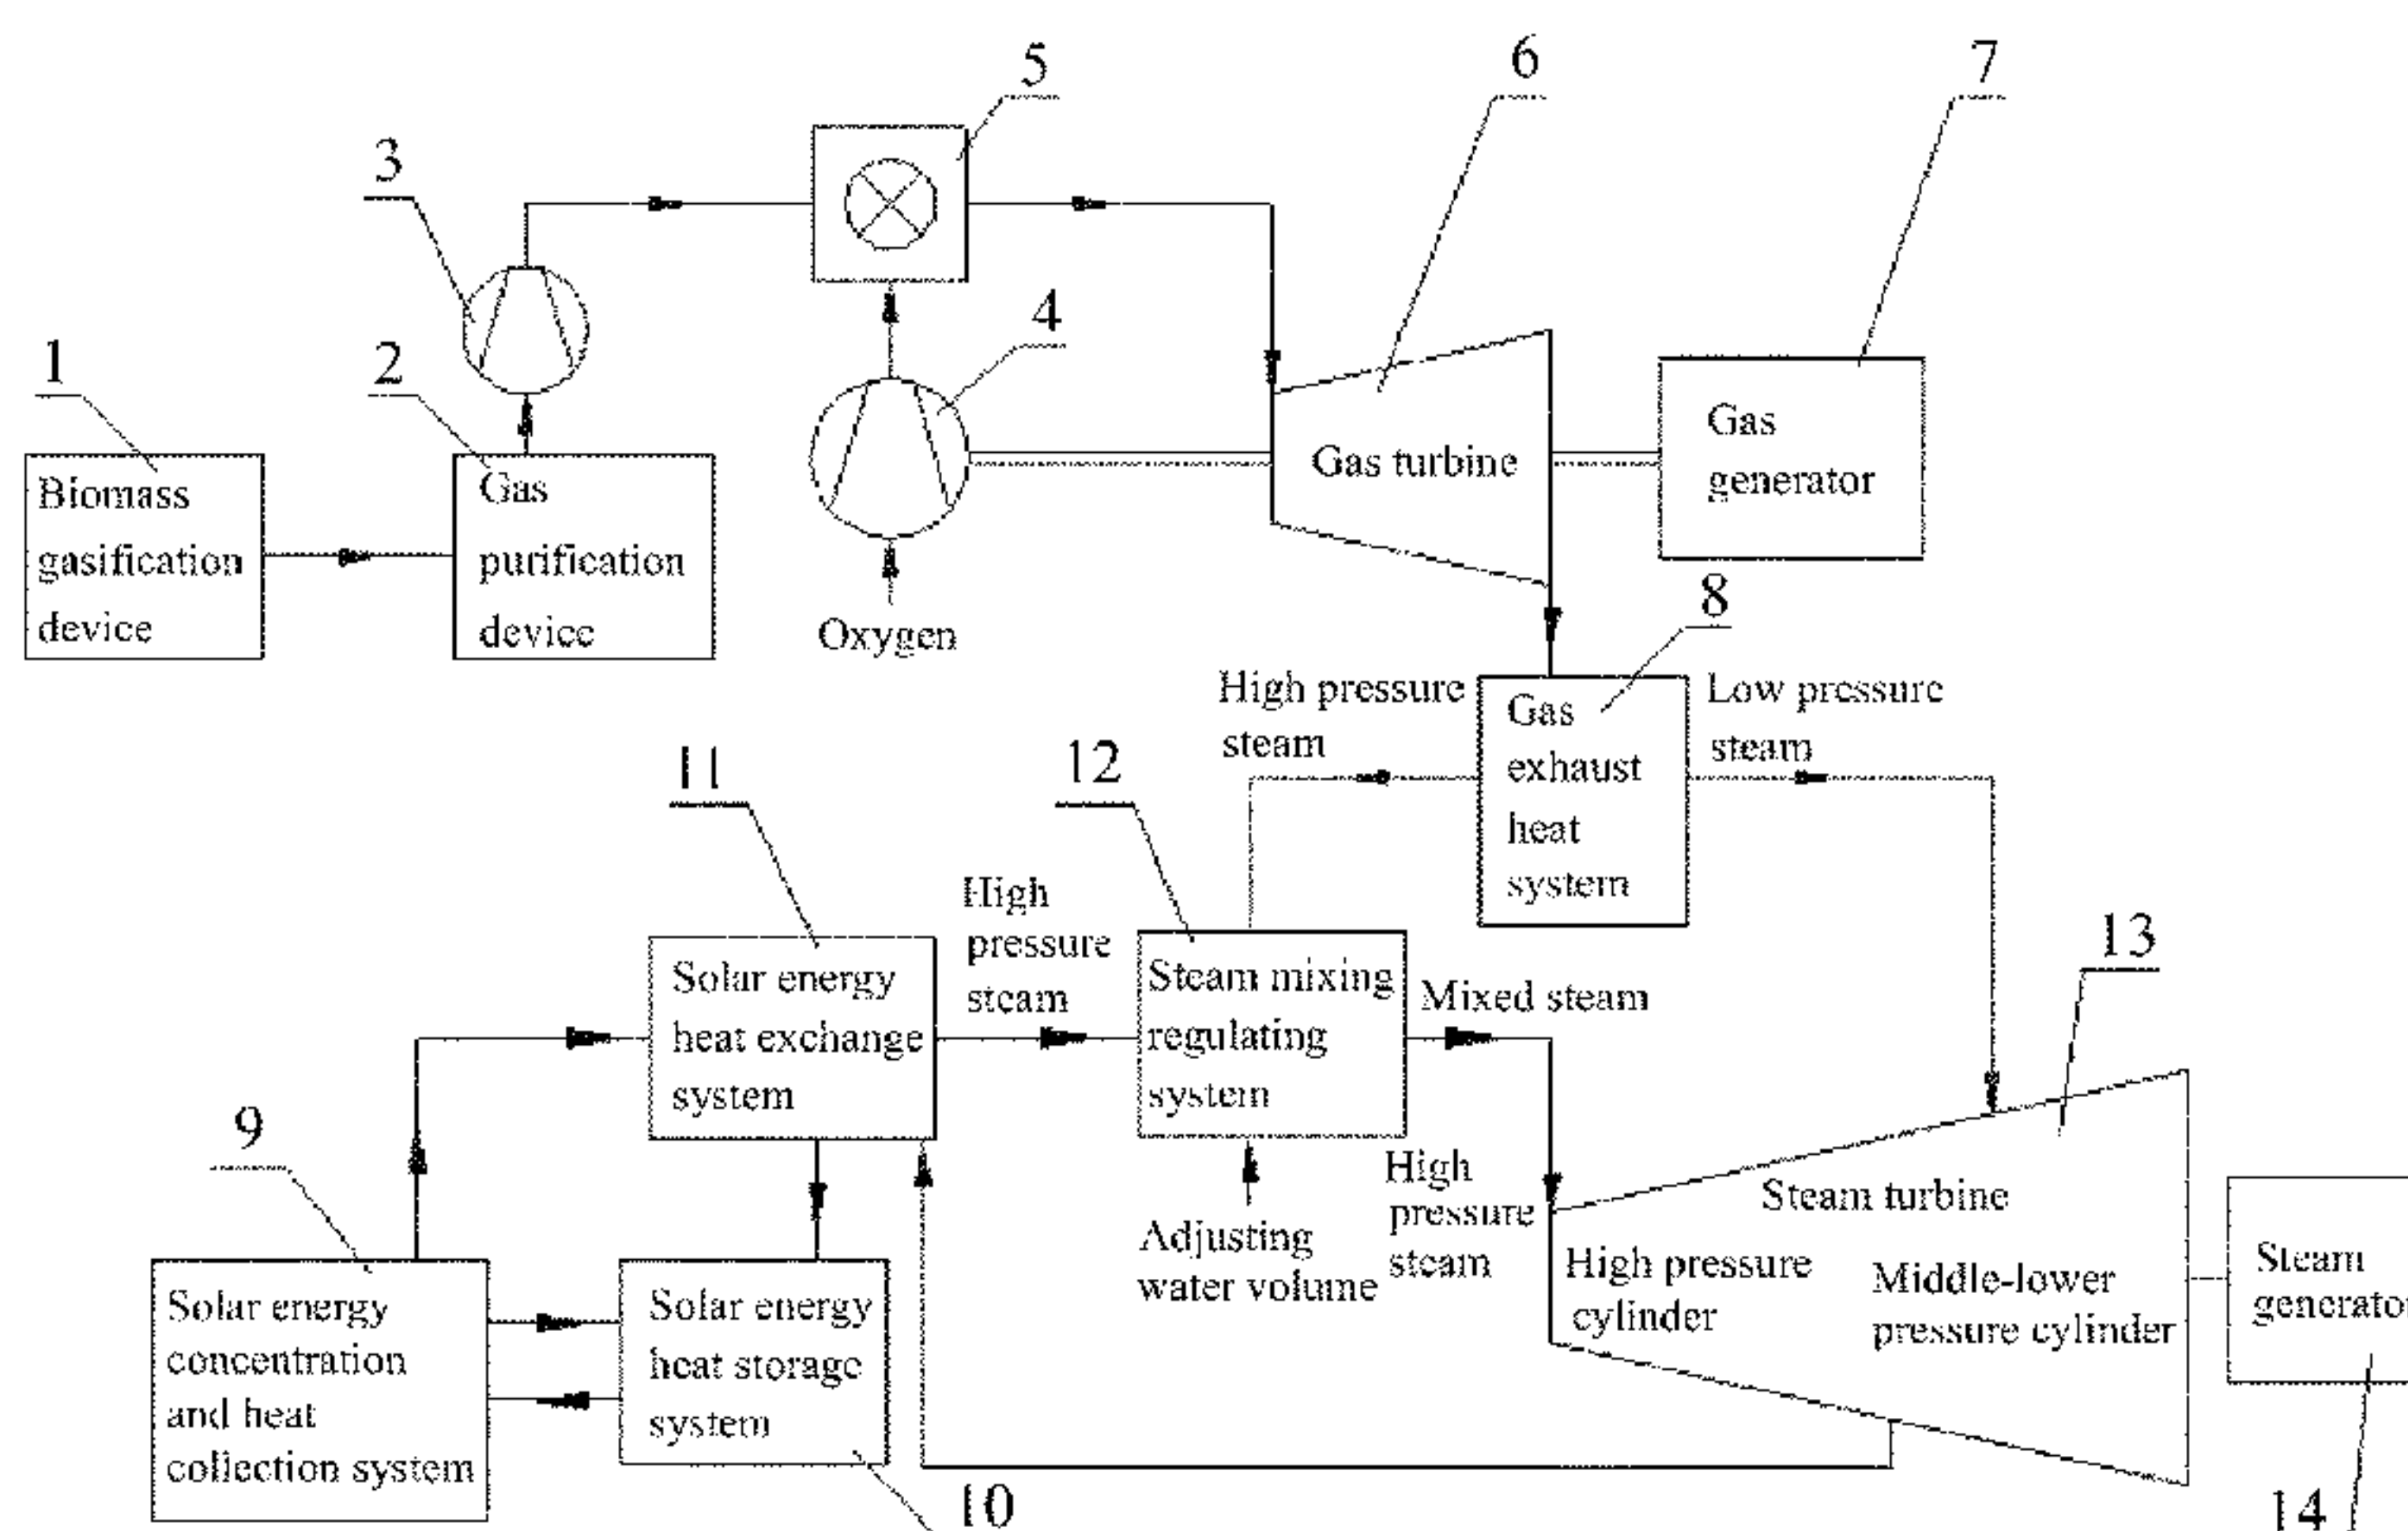 5
6
7
3
4
1
2
Biomass
gasification
device
Gas
purification
device
Oxygen
Gas turbine
Gas
generator
8
High pressure
steam
Gas
exhaust
heat
system
Low pressure
steam
11
12
13
Solar energy
heat exchange
system
High
pressure
steam
Steam mixing
regulating
system
Mixed steam
9
Adjusting
water volume
High
pressure
steam
Steam turbine
High pressure
cylinder
Middle-lower
pressure cylinder
Steam
generator
Solar energy
concentration
and heat
collection system
Solar energy
heat storage
system
10
14